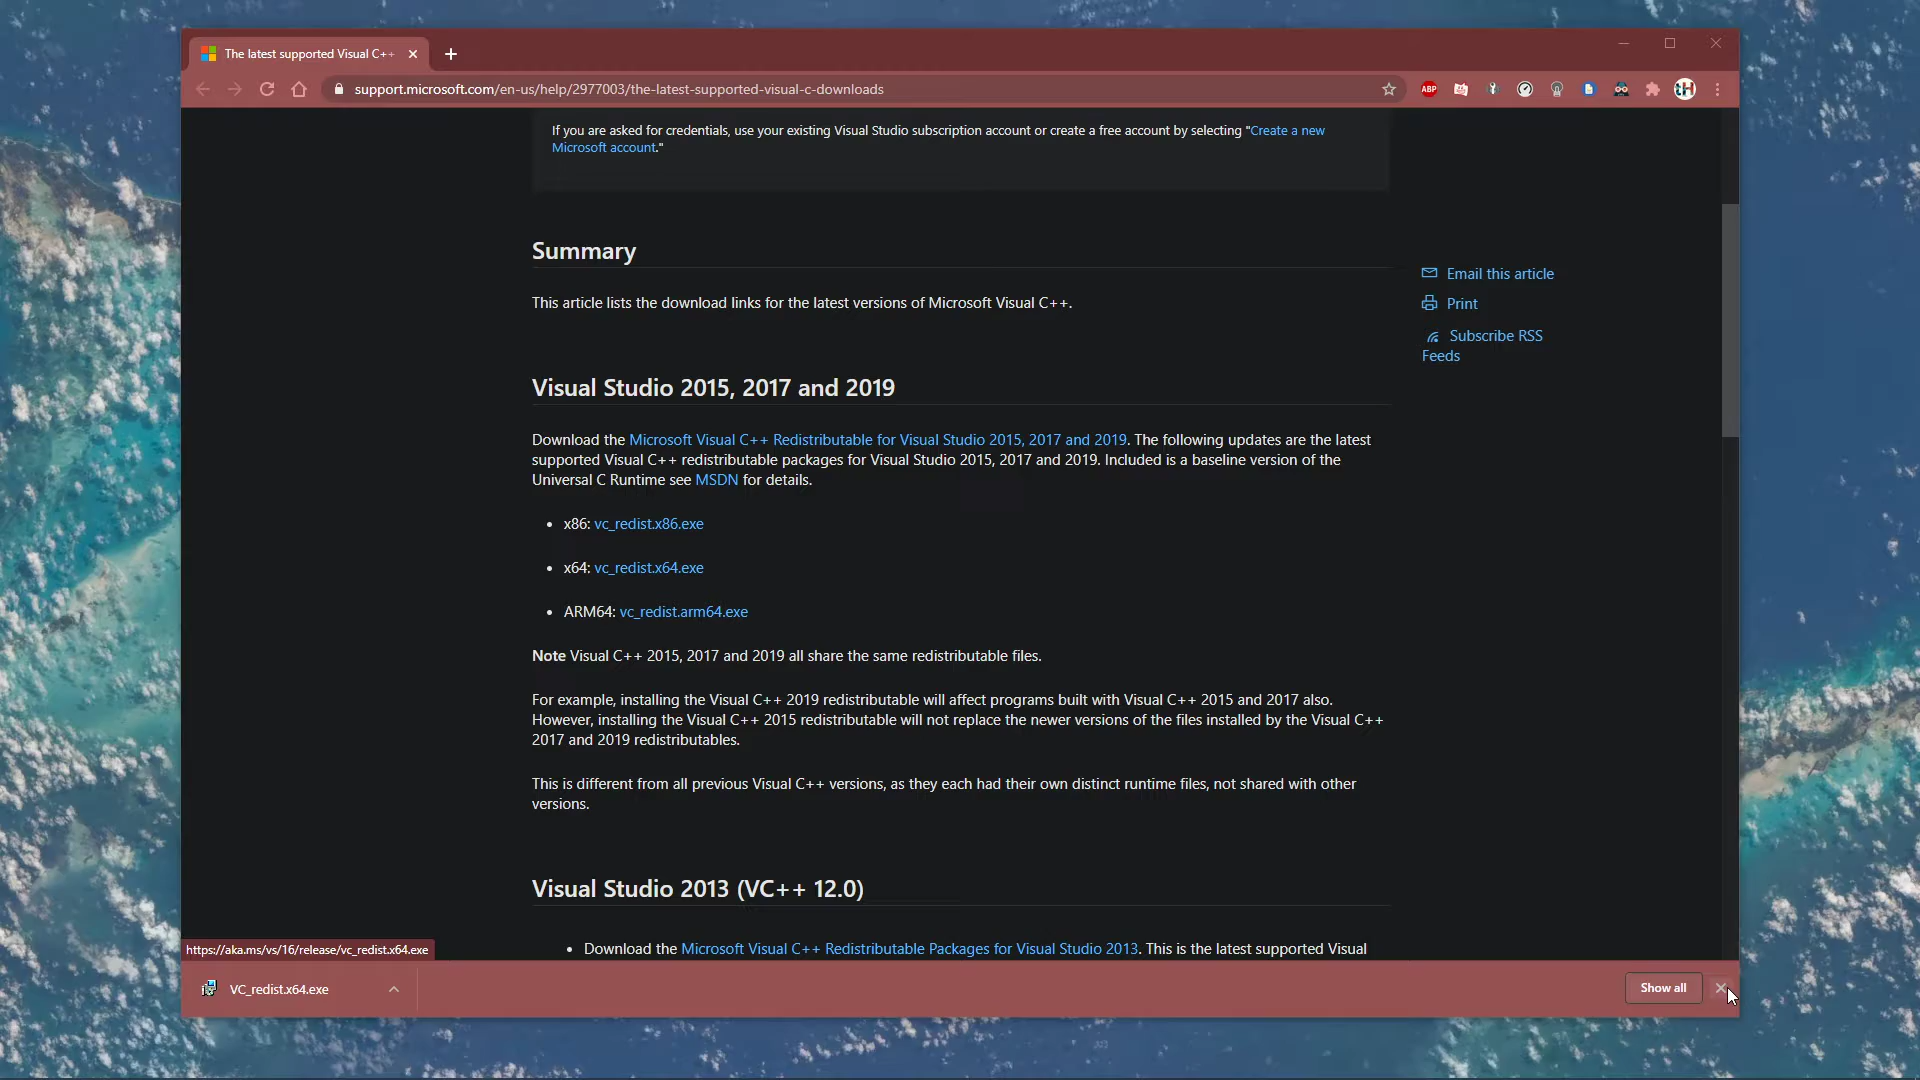 The latest supported Visual C++
support.microsoft.com/en-us/help/2977003/the-latest-supported-visual-c-downloads
ABP
If you are asked for credentials, use your existing Visual Studio subscription account or create a free account by selecting "Create a new
Microsoft account."
Summary
Email this article
This article lists the download links for the latest versions of Microsoft Visual C++.
Print
Subscribe RSS
Feeds
Visual Studio 2015, 2017 and 2019
Download the Microsoft Visual C++ Redistributable for Visual Studio 2015, 2017 and 2019. The following updates are the latest
supported Visual C++ redistributable packages for Visual Studio 2015, 2017 and 2019. Included is a baseline version of the
Universal C Runtime see MSDN for details.
• x86: vc_redist.x86.exe
• x64: vc_redist.x64.exe
• ARM64: vc_redist.arm64.exe
Note Visual C++ 2015, 2017 and 2019 all share the same redistributable files.
For example, installing the Visual C++ 2019 redistributable will affect programs built with Visual C++ 2015 and 2017 also.
However, installing the Visual C++ 2015 redistributable will not replace the newer versions of the files installed by the Visual C++
2017 and 2019 redistributables.
This is different from all previous Visual C++ versions, as they each had their own distinct runtime files, not shared with other
versions.
Visual Studio 2013 (VC++ 12.0)
• Download the Microsoft Visual C++ Redistributable Packages for Visual Studio 2013. This is the latest supported Visual
https://aka.ms/vs/16/release/vc_redist.x64.exe
VC_redist.x64.exe
Show all